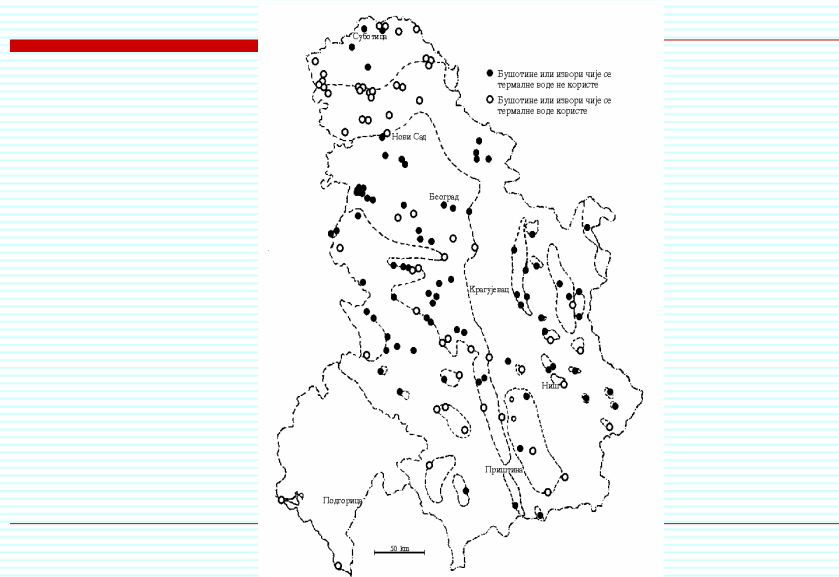 Суботица
Бушотине или извори чије се
термалне воде не користе
Бушотине или извори чије се
термалне воде користе
Нови Сад
Београд
Крагујевац
Ниш
Приштина
Подгорица
50 km